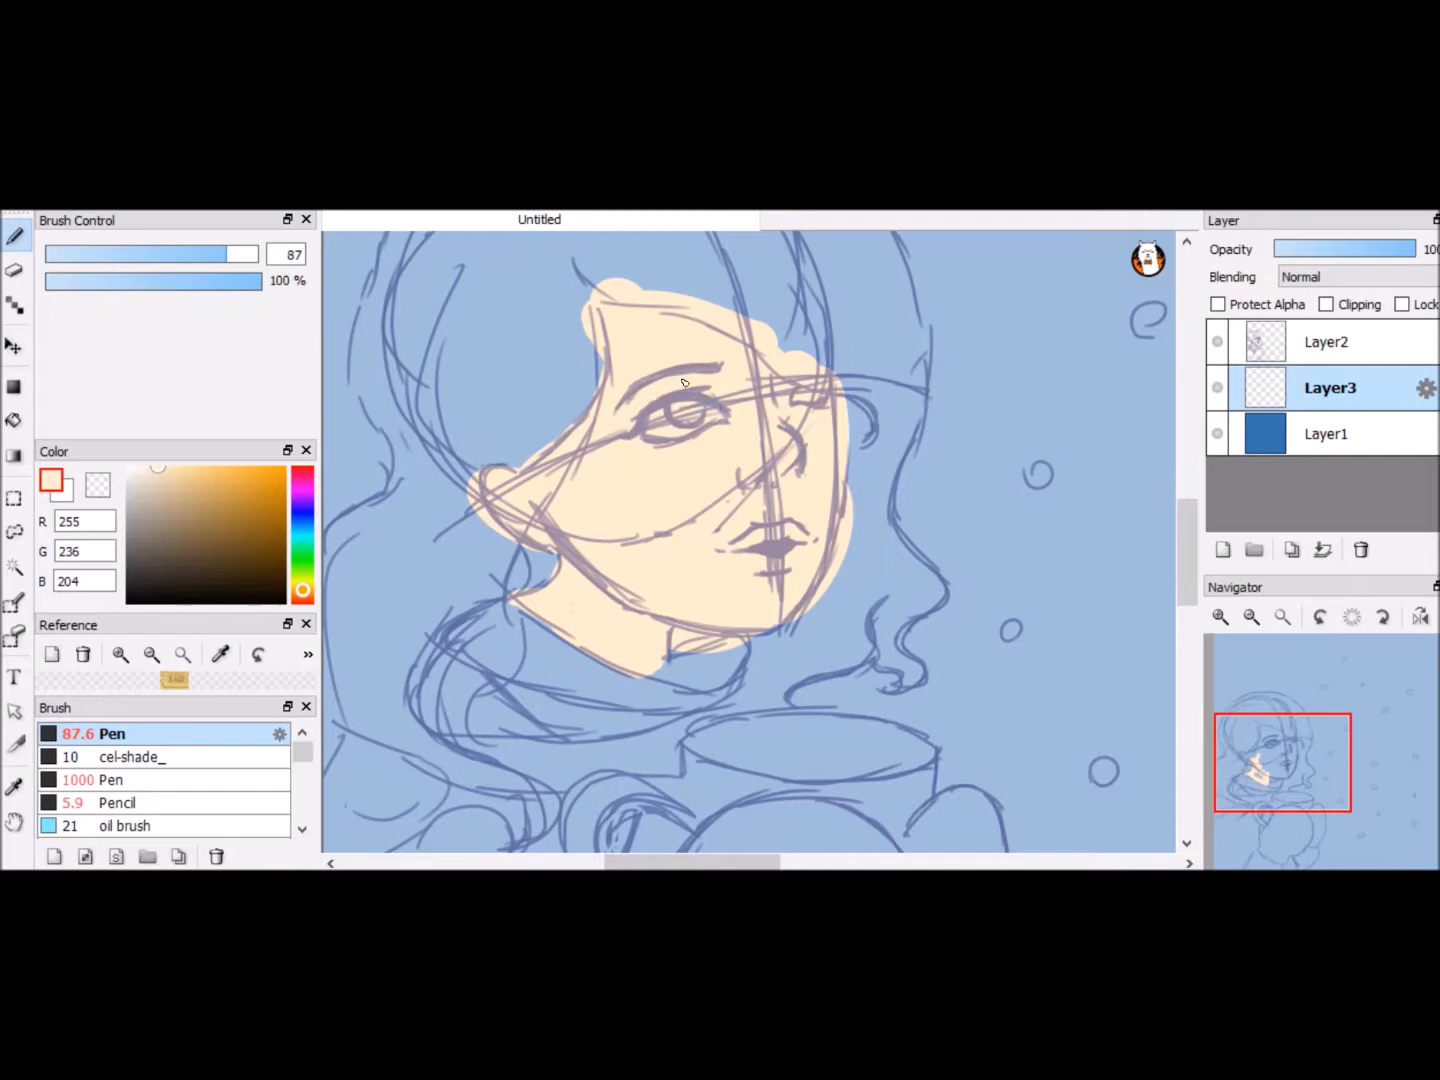 Brush Control
87
100 %
Color
R 255
G 236
B 204
Reference
»
Brush
87.6 Pen
10 cel-shade_
1000 Pen
5.9 Pencil
21 oil brush
T
Untitled
Layer
Opacity 100
Blending Normal
Protect Alpha Clipping Lock
Layer2
Layer3
Layer1
Navigator